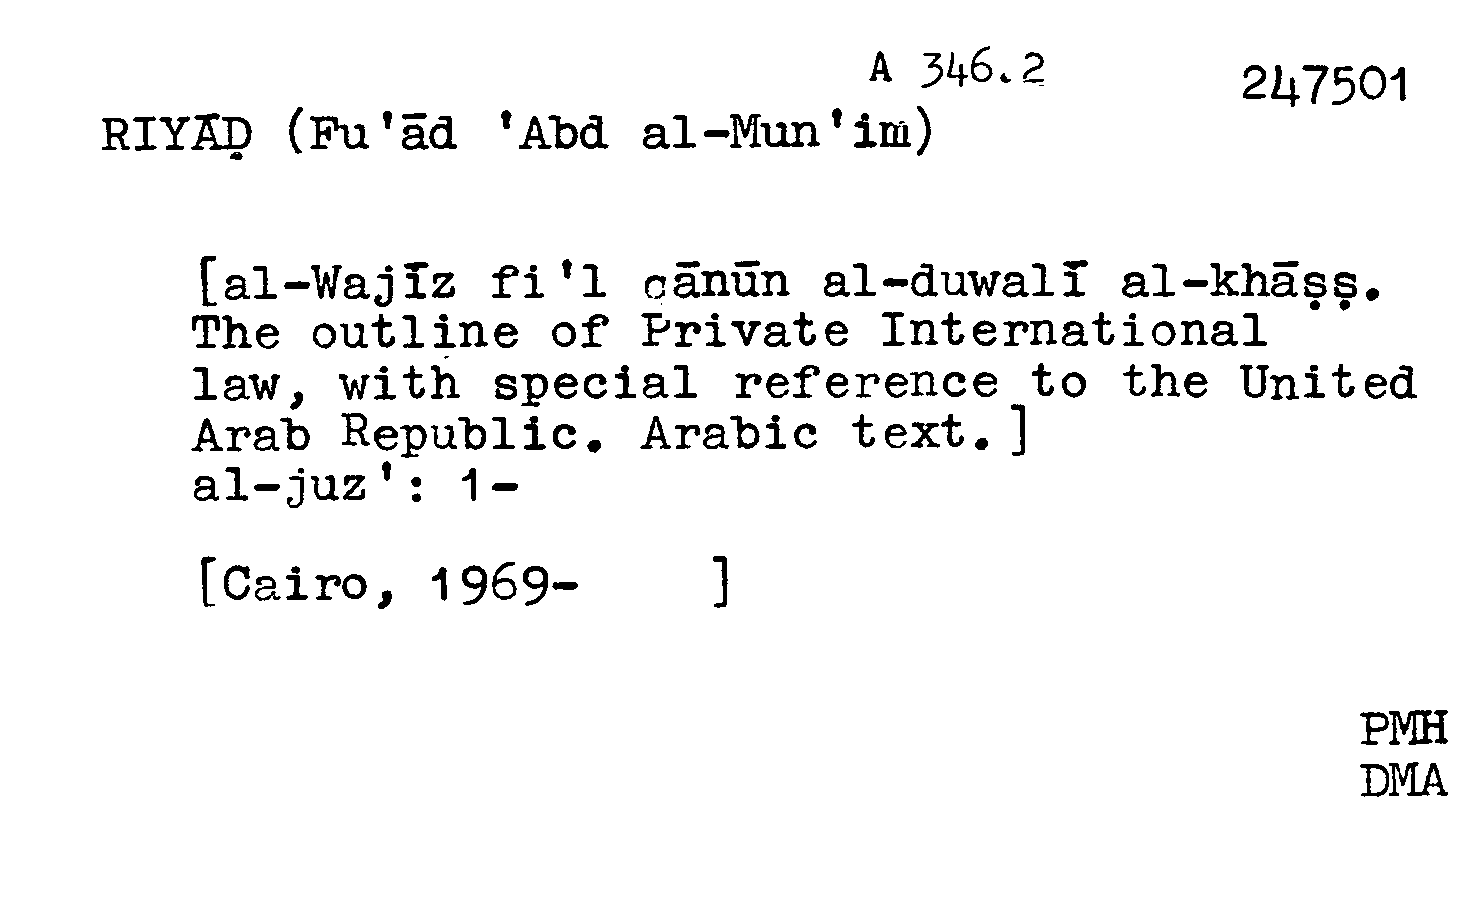 A 346.2 247501
RIYĀḌ (Fu'ād 'Abd al-Mun'im)
[al-Wajīz fi'l qānūn al-duwalī al-khāṣṣ.
The outline of Private International
law, with special reference to the United
Arab Republic. Arabic text.]
al-juz': 1-
[Cairo, 1969-     ]
PMH
DMA